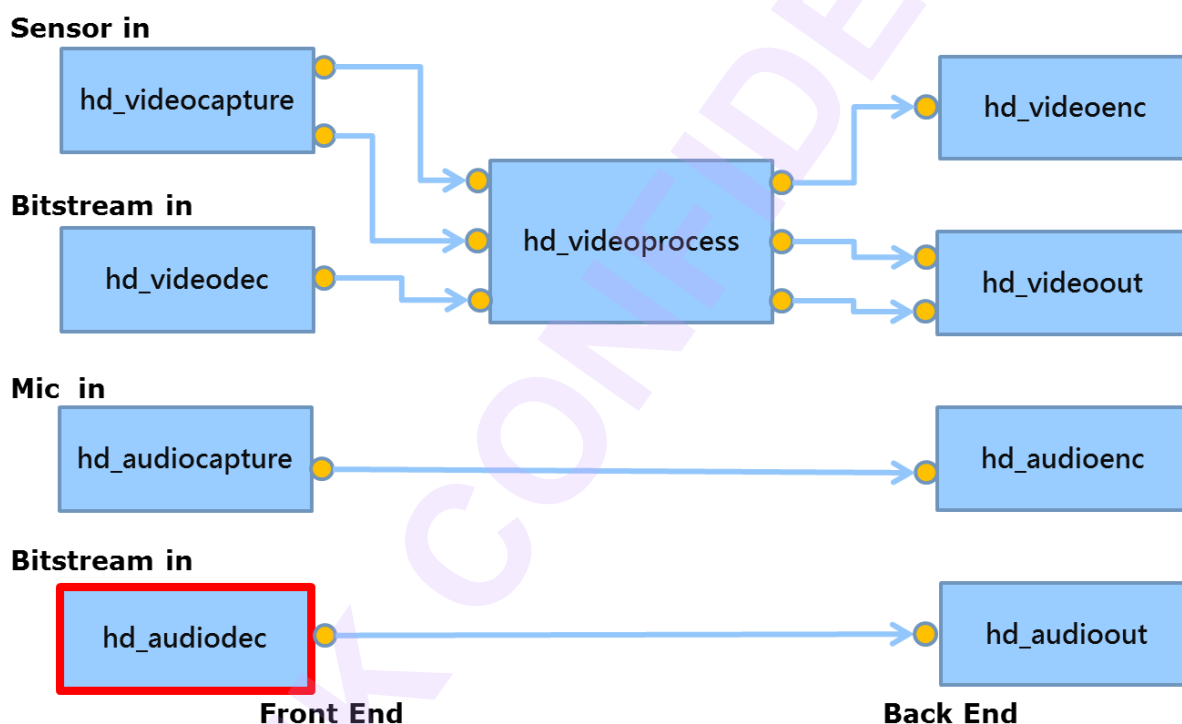 Sensor in
hd_videocapture
hd_videoenc
hd_videoprocess
Bitstream in
hd_videodec
hd_videoout
Mic in
hd_audiocapture
hd_audioenc
Bitstream in
hd_audiodec
hd_audioout
Front End
Back End
K CONFIDE